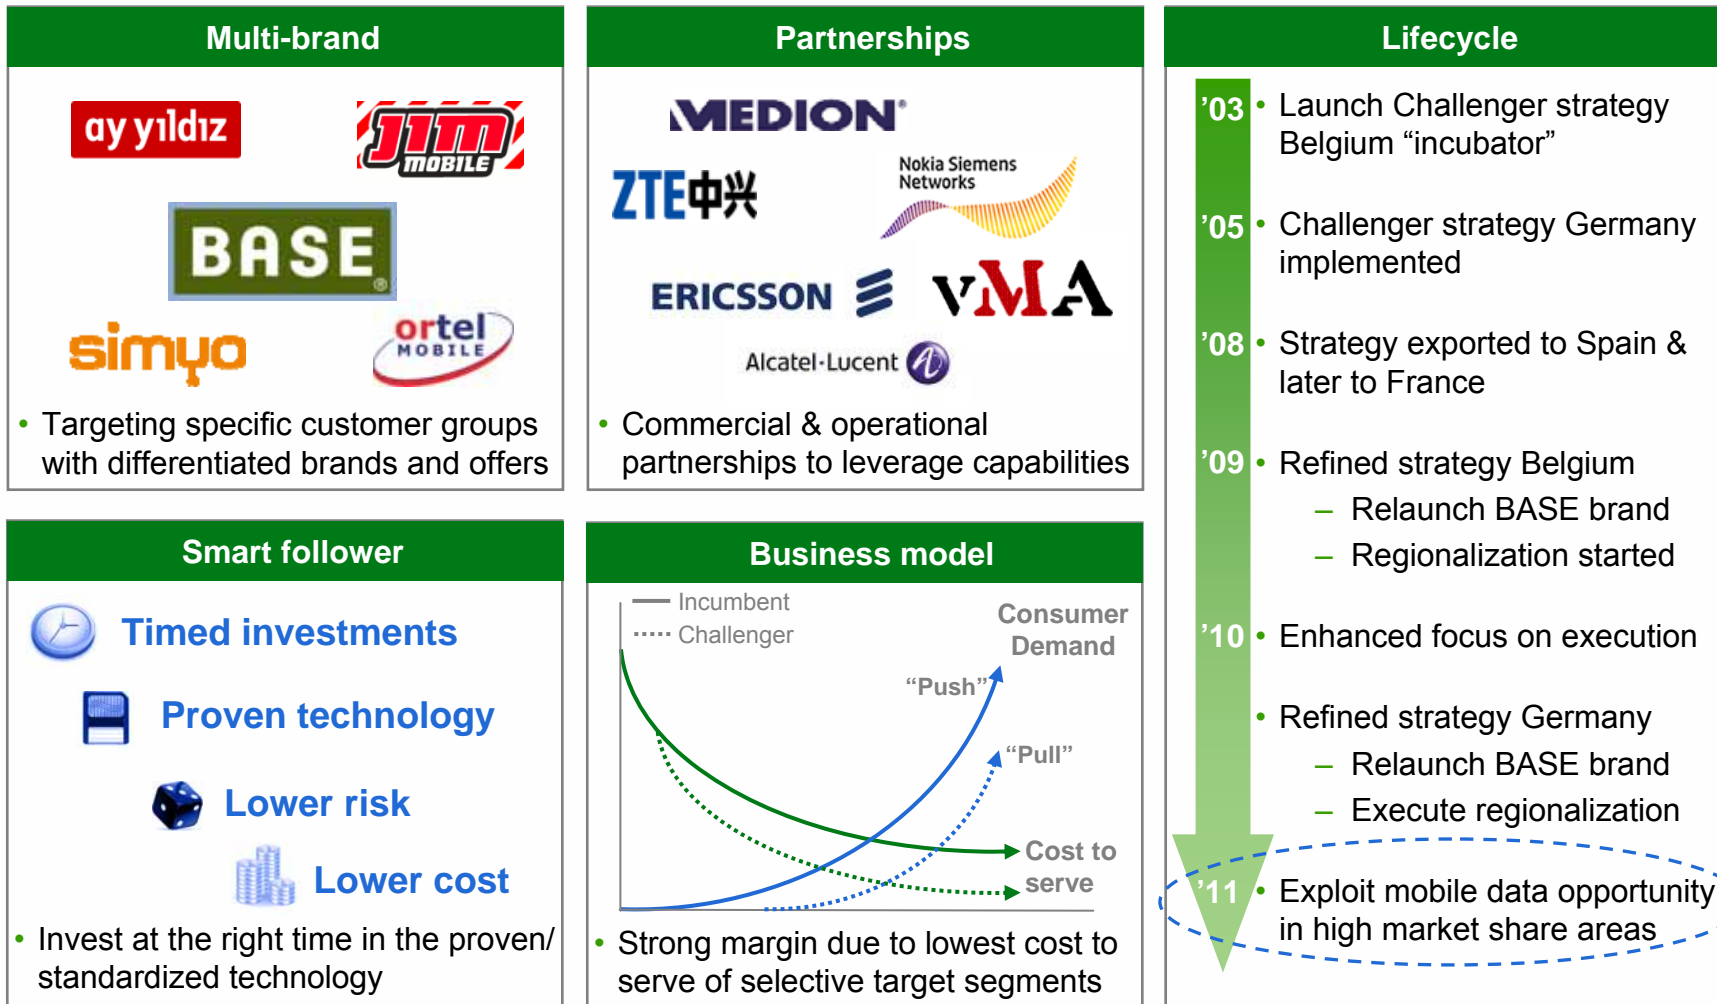 Multi-brand
ay yıldız
JIM
MOBILE
BASE
®
simyo
ortel
MOBILE
• Targeting specific customer groups
with differentiated brands and offers
Partnerships
MEDION®
ZTE中兴
Nokia Siemens
Networks
ERICSSON
vMA
Alcatel·Lucent
• Commercial & operational
partnerships to leverage capabilities
Lifecycle
’03 • Launch Challenger strategy
Belgium “incubator”
’05 • Challenger strategy Germany
implemented
’08 • Strategy exported to Spain &
later to France
’09 • Refined strategy Belgium
– Relaunch BASE brand
– Regionalization started
’10 • Enhanced focus on execution
• Refined strategy Germany
– Relaunch BASE brand
– Execute regionalization
’11 • Exploit mobile data opportunity
in high market share areas
Smart follower
Timed investments
Proven technology
Lower risk
Lower cost
• Invest at the right time in the proven/
standardized technology
Business model
Incumbent
Challenger
Consumer
Demand
“Push”
“Pull”
Cost to
serve
• Strong margin due to lowest cost to
serve of selective target segments